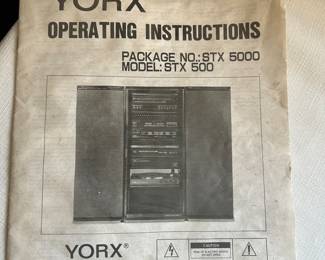 YORX
OPERATING INSTRUCTIONS
PACKAGE NO.: STX 5000
MODEL: STX 500
YORX®
CAUTION